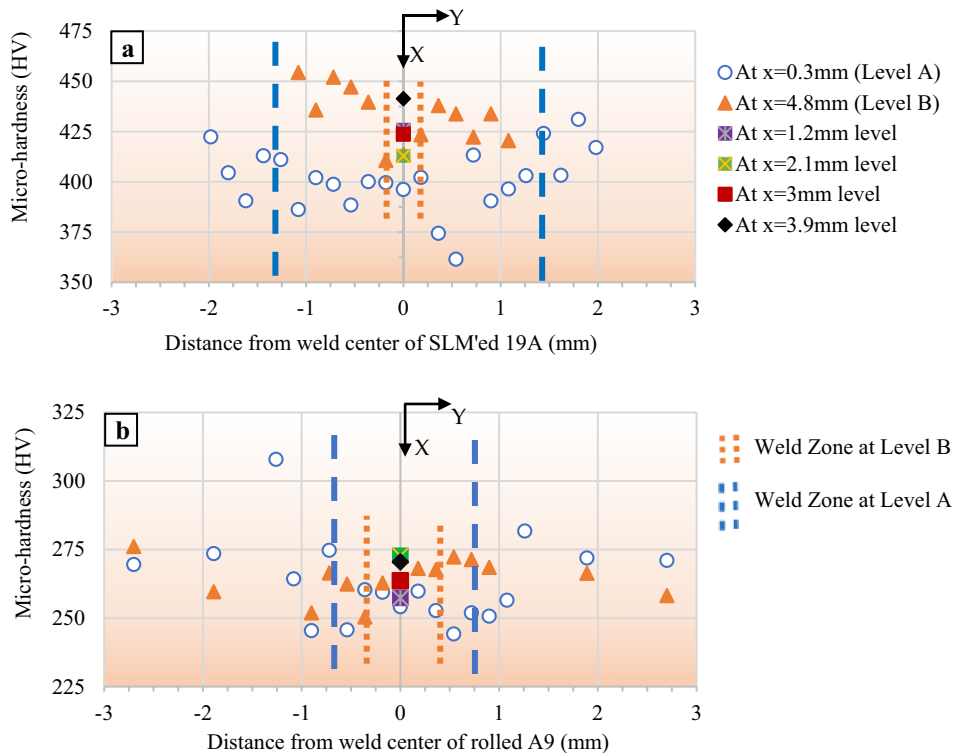 a
Y
X
Micro-hardness (HV)
475
450
425
400
375
350
-3 -2 -1 0 1 2 3
Distance from weld center of SLM'ed 19A (mm)
At x=0.3mm (Level A)
At x=4.8mm (Level B)
At x=1.2mm level
At x=2.1mm level
At x=3mm level
At x=3.9mm level
b
Y
X
Micro-hardness (HV)
325
300
275
250
225
-3 -2 -1 0 1 2 3
Distance from weld center of rolled A9 (mm)
Weld Zone at Level B
Weld Zone at Level A